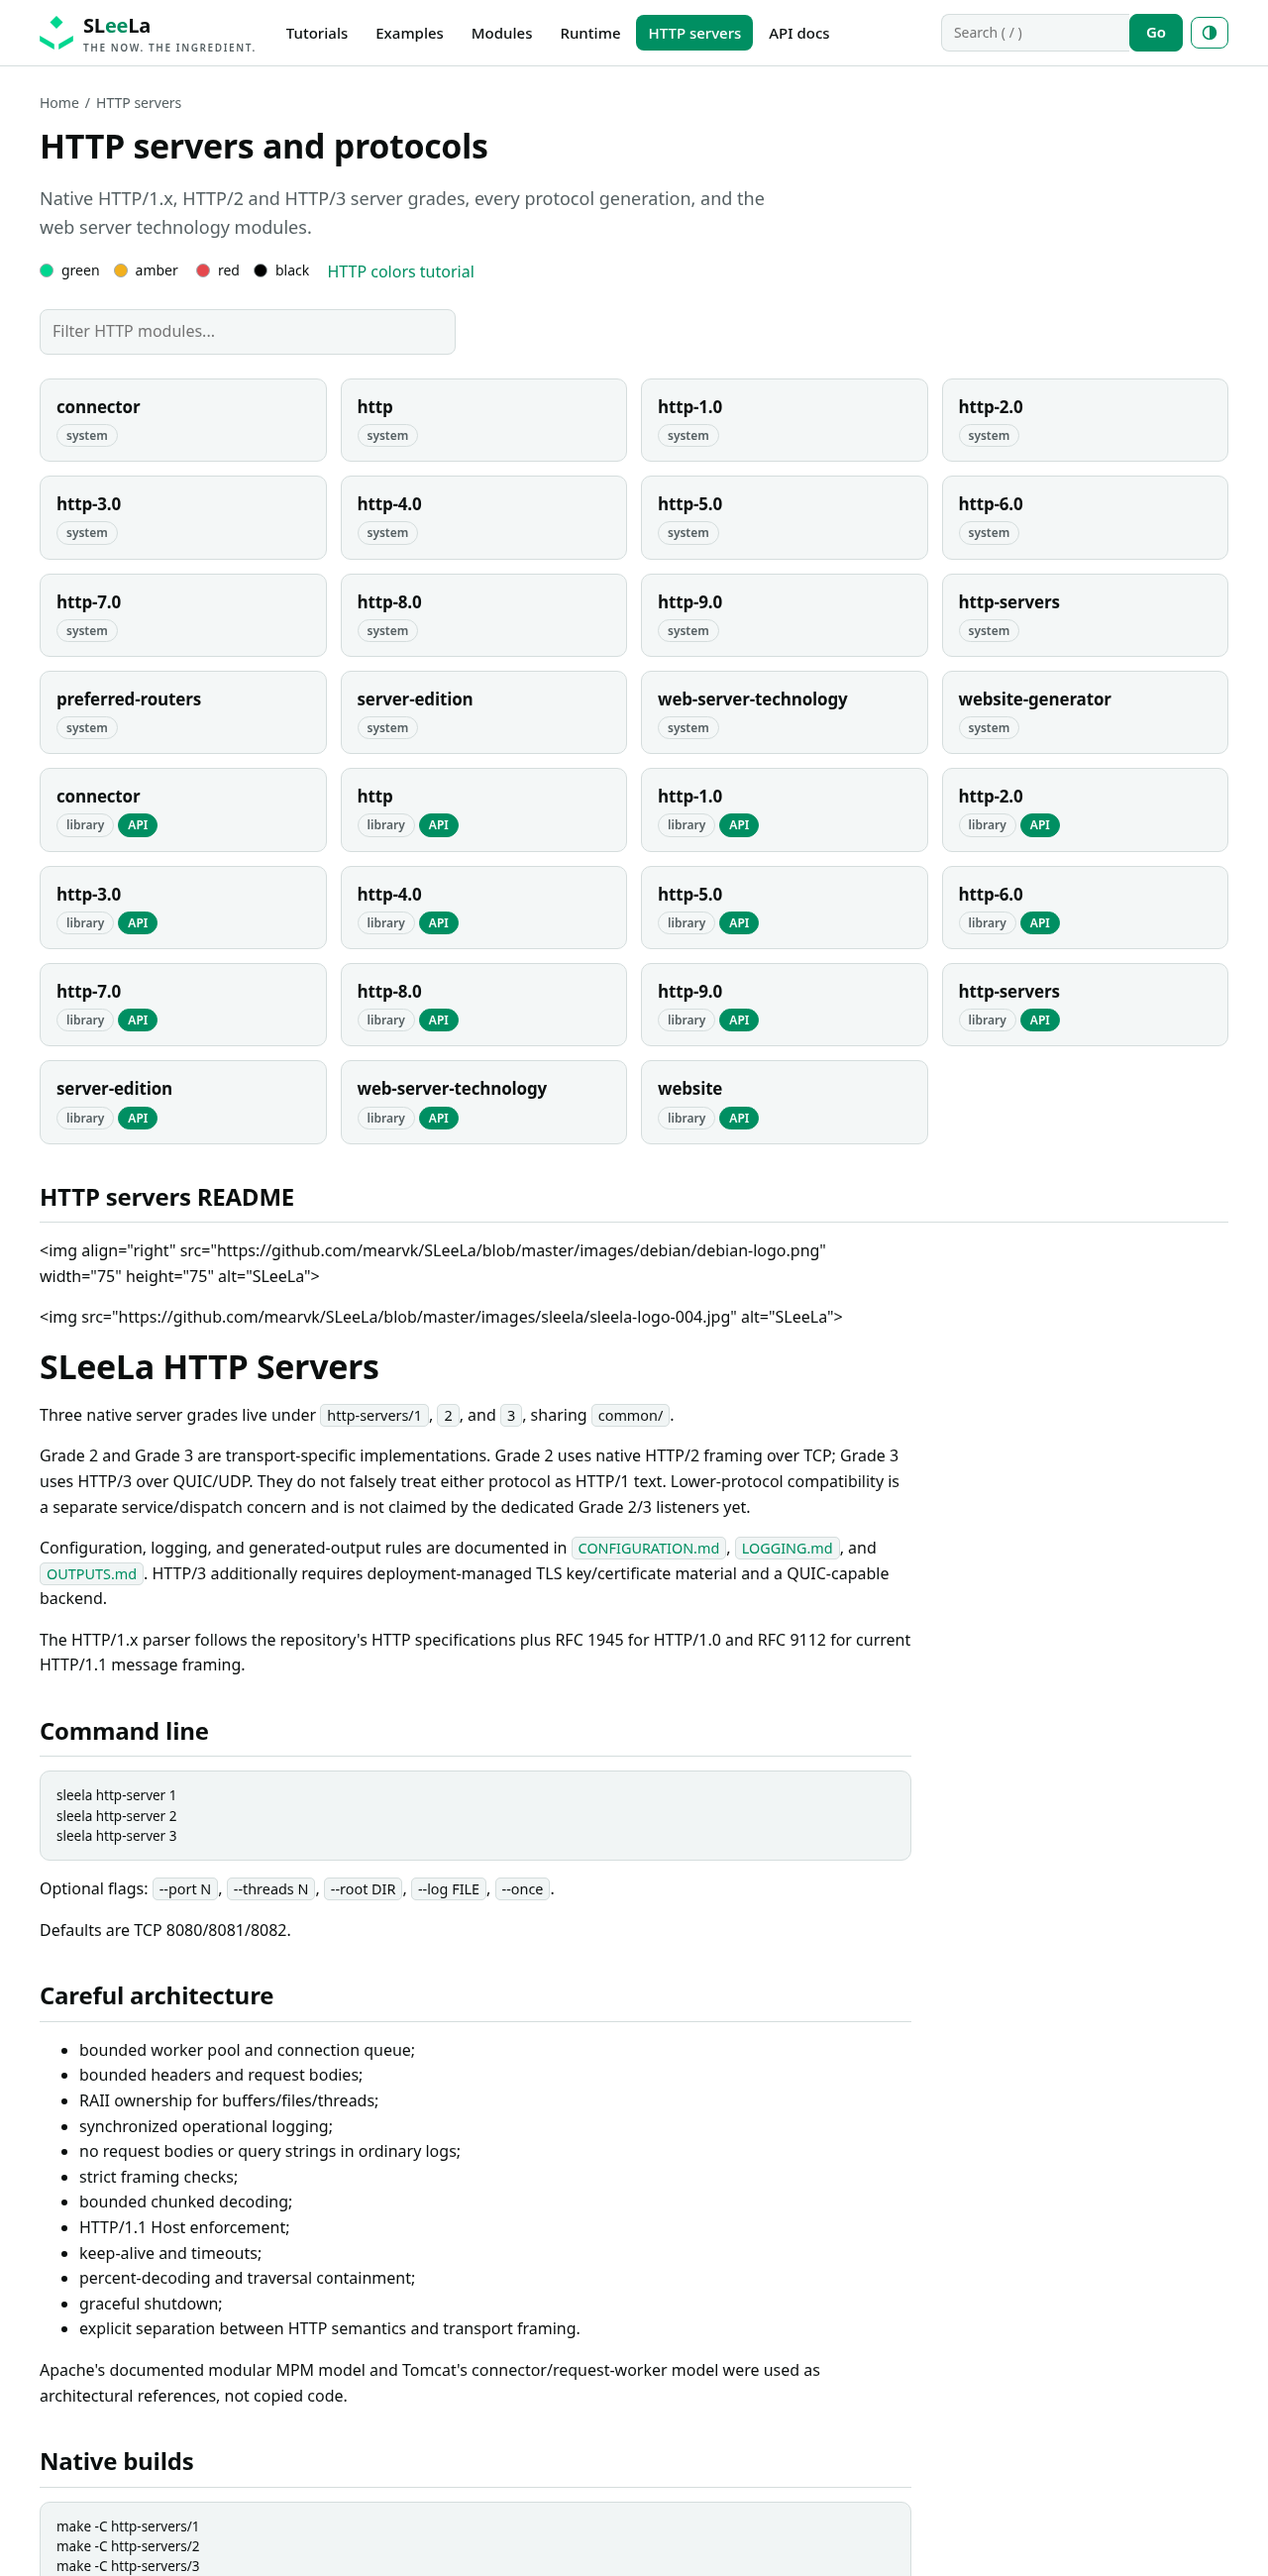 SLeeLa
THE NOW. THE INGREDIENT.
Tutorials Examples Modules Runtime HTTP servers API docs
Search ( / ) Go
Home / HTTP servers
HTTP servers and protocols
Native HTTP/1.x, HTTP/2 and HTTP/3 server grades, every protocol generation, and the
web server technology modules.
green amber red black HTTP colors tutorial
Filter HTTP modules...
connector http http-1.0 http-2.0
system system system system
http-3.0 http-4.0 http-5.0 http-6.0
system system system system
http-7.0 http-8.0 http-9.0 http-servers
system system system system
preferred-routers server-edition web-server-technology website-generator
system system system system
connector http http-1.0 http-2.0
library API library API library API library API
http-3.0 http-4.0 http-5.0 http-6.0
library API library API library API library API
http-7.0 http-8.0 http-9.0 http-servers
library API library API library API library API
server-edition web-server-technology website
library API library API library API
HTTP servers README
<img align="right" src="https://github.com/mearvk/SLeeLa/blob/master/images/debian/debian-logo.png"
width="75" height="75" alt="SLeeLa">
<img src="https://github.com/mearvk/SLeeLa/blob/master/images/sleela/sleela-logo-004.jpg" alt="SLeeLa">
SLeeLa HTTP Servers
Three native server grades live under http-servers/1, 2, and 3, sharing common/.
Grade 2 and Grade 3 are transport-specific implementations. Grade 2 uses native HTTP/2 framing over TCP; Grade 3
uses HTTP/3 over QUIC/UDP. They do not falsely treat either protocol as HTTP/1 text. Lower-protocol compatibility is
a separate service/dispatch concern and is not claimed by the dedicated Grade 2/3 listeners yet.
Configuration, logging, and generated-output rules are documented in CONFIGURATION.md, LOGGING.md, and
OUTPUTS.md. HTTP/3 additionally requires deployment-managed TLS key/certificate material and a QUIC-capable
backend.
The HTTP/1.x parser follows the repository's HTTP specifications plus RFC 1945 for HTTP/1.0 and RFC 9112 for current
HTTP/1.1 message framing.
Command line
sleela http-server 1
sleela http-server 2
sleela http-server 3
Optional flags: --port N, --threads N, --root DIR, --log FILE, --once.
Defaults are TCP 8080/8081/8082.
Careful architecture
• bounded worker pool and connection queue;
• bounded headers and request bodies;
• RAII ownership for buffers/files/threads;
• synchronized operational logging;
• no request bodies or query strings in ordinary logs;
• strict framing checks;
• bounded chunked decoding;
• HTTP/1.1 Host enforcement;
• keep-alive and timeouts;
• percent-decoding and traversal containment;
• graceful shutdown;
• explicit separation between HTTP semantics and transport framing.
Apache's documented modular MPM model and Tomcat's connector/request-worker model were used as
architectural references, not copied code.
Native builds
make -C http-servers/1
make -C http-servers/2
make -C http-servers/3